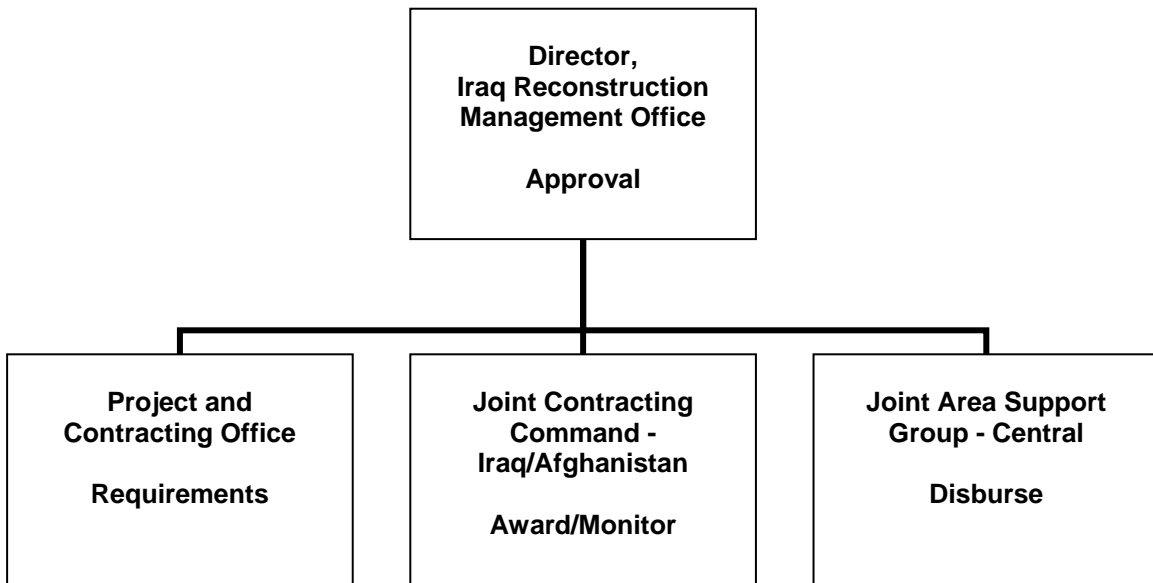 Director,
Iraq Reconstruction
Management Office
Approval
Project and
Contracting Office
Requirements
Joint Contracting
Command -
Iraq/Afghanistan
Award/Monitor
Joint Area Support
Group - Central
Disburse